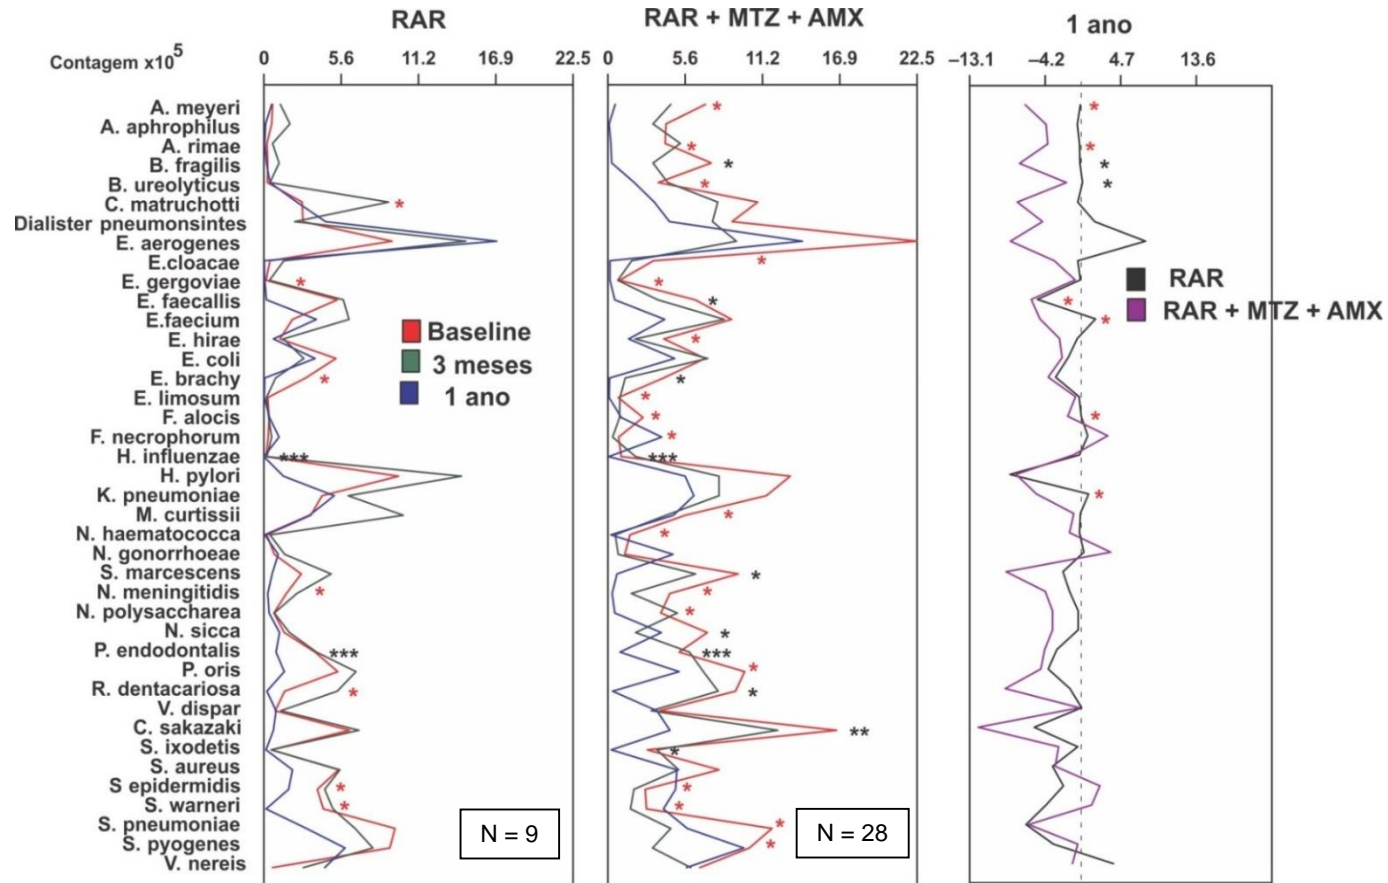 RAR
RAR + MTZ + AMX
1 ano
Contagem x10⁵
0 5.6 11.2 16.9 22.5
0 5.6 11.2 16.9 22.5
−13.1 −4.2 4.7 13.6
A. meyeri
A. aphrophilus
A. rimae
B. fragilis
B. ureolyticus
C. matruchotti
Dialister pneumonsintes
E. aerogenes
E.cloacae
E. gergoviae
E. faecallis
E.faecium
E. hirae
E. coli
E. brachy
E. limosum
F. alocis
F. necrophorum
H. influenzae
H. pylori
K. pneumoniae
M. curtissii
N. haematococca
N. gonorrhoeae
S. marcescens
N. meningitidis
N. polysaccharea
N. sicca
P. endodontalis
P. oris
R. dentacariosa
V. dispar
C. sakazaki
S. ixodetis
S. aureus
S epidermidis
S. warneri
S. pneumoniae
S. pyogenes
V. nereis
Baseline
3 meses
1 ano
N = 9
N = 28
RAR
RAR + MTZ + AMX